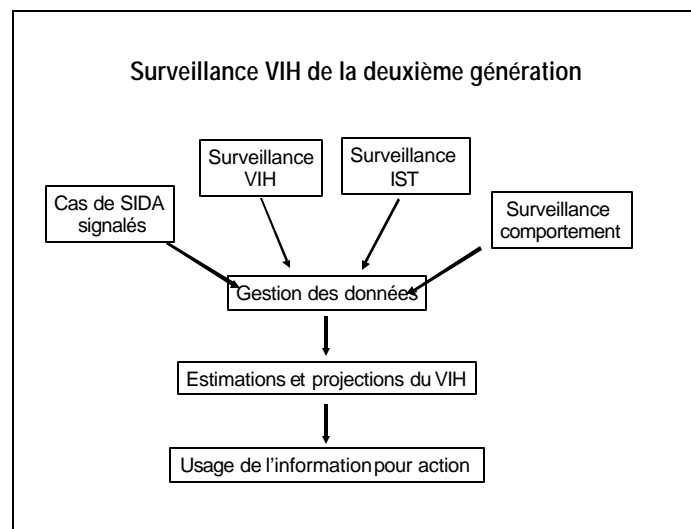 Surveillance VIH de la deuxième génération
Surveillance
VIH
Surveillance
IST
Cas de SIDA
signalés
Surveillance
comportement
Gestion des données
Estimations et projections du VIH
Usage de l'information pour action